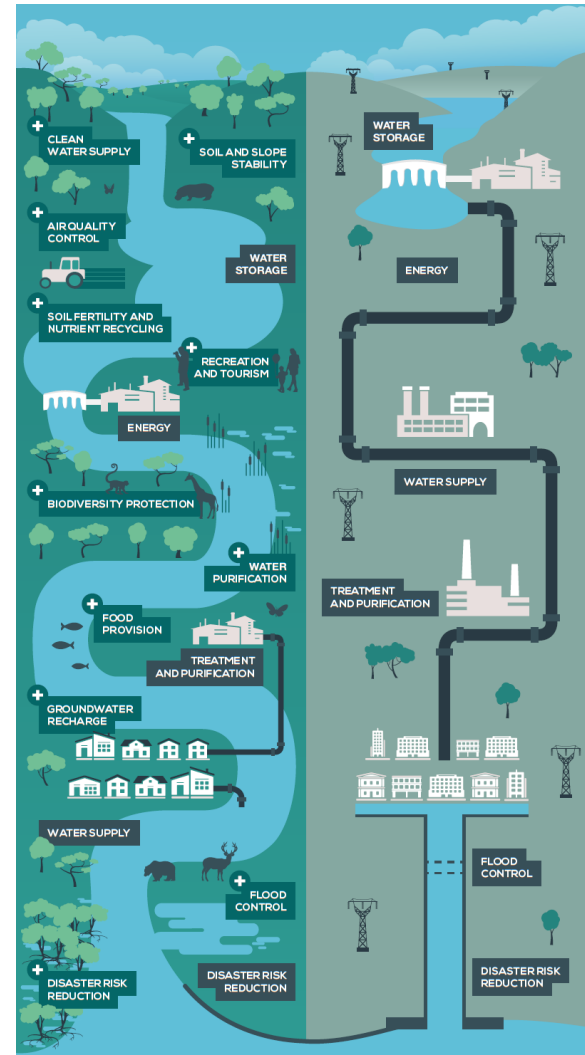 CLEAN
WATER SUPPLY
SOIL AND SLOPE
STABILITY
AIR QUALITY
CONTROL
WATER
STORAGE
SOIL FERTILITY AND
NUTRIENT RECYCLING
RECREATION
AND TOURISM
ENERGY
BIODIVERSITY PROTECTION
WATER
PURIFICATION
FOOD
PROVISION
TREATMENT
AND PURIFICATION
GROUNDWATER
RECHARGE
WATER SUPPLY
FLOOD
CONTROL
DISASTER RISK
REDUCTION
DISASTER RISK
REDUCTION
WATER
STORAGE
ENERGY
WATER SUPPLY
TREATMENT
AND PURIFICATION
FLOOD
CONTROL
DISASTER RISK
REDUCTION